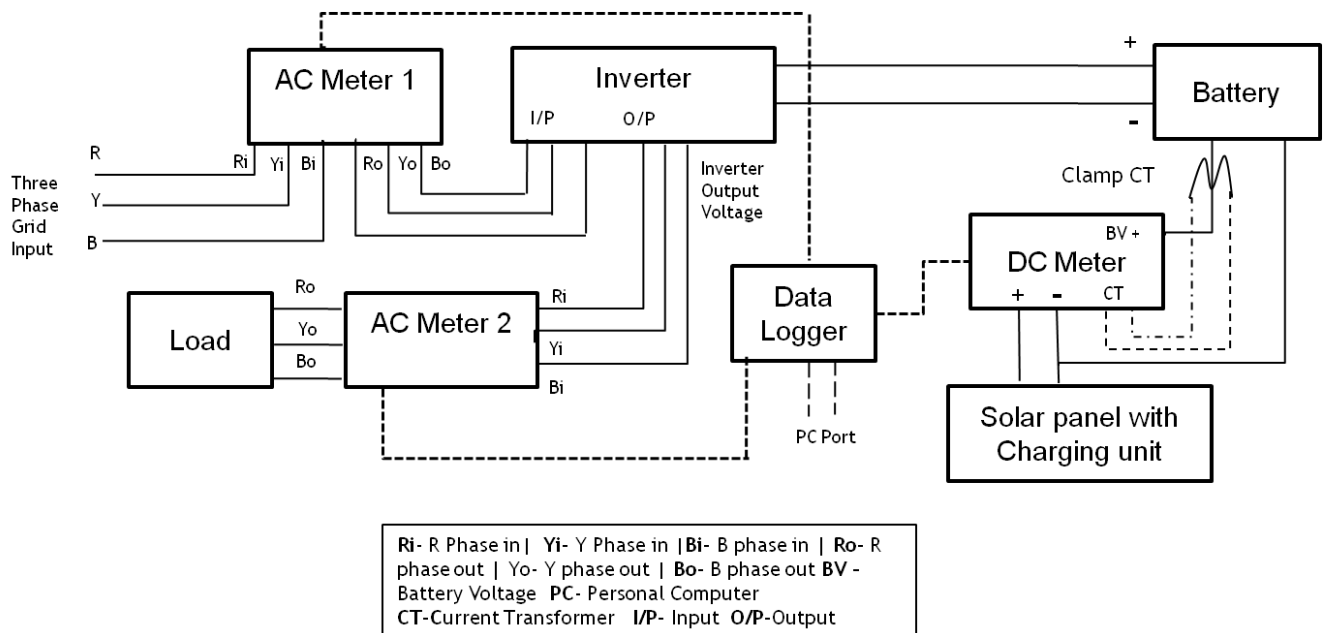 AC Meter 1
Inverter
I/P
O/P
+
-
Battery
R
Y
B
Three
Phase
Grid
Input
Ri
Yi
Bi
Ro
Yo
Bo
Inverter
Output
Voltage
Clamp CT
BV +
DC Meter
+
-
CT
Load
Ro
Yo
Bo
AC Meter 2
Ri
Yi
Bi
Data
Logger
PC Port
Solar panel with
Charging unit
Ri- R Phase in | Yi- Y Phase in |Bi- B phase in | Ro- R
phase out | Yo- Y phase out | Bo- B phase out BV -
Battery Voltage PC- Personal Computer
CT-Current Transformer I/P- Input O/P-Output